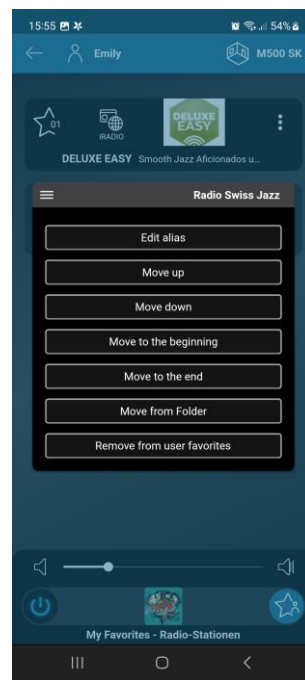 15:55
54%
Emily
M500 SK
01
iRADIO
DELUXE
EASY
DELUXE EASY Smooth Jazz Aficionados u...
Radio Swiss Jazz
Edit alias
Move up
Move down
Move to the beginning
Move to the end
Move from Folder
Remove from user favorites
My Favorites - Radio-Stationen